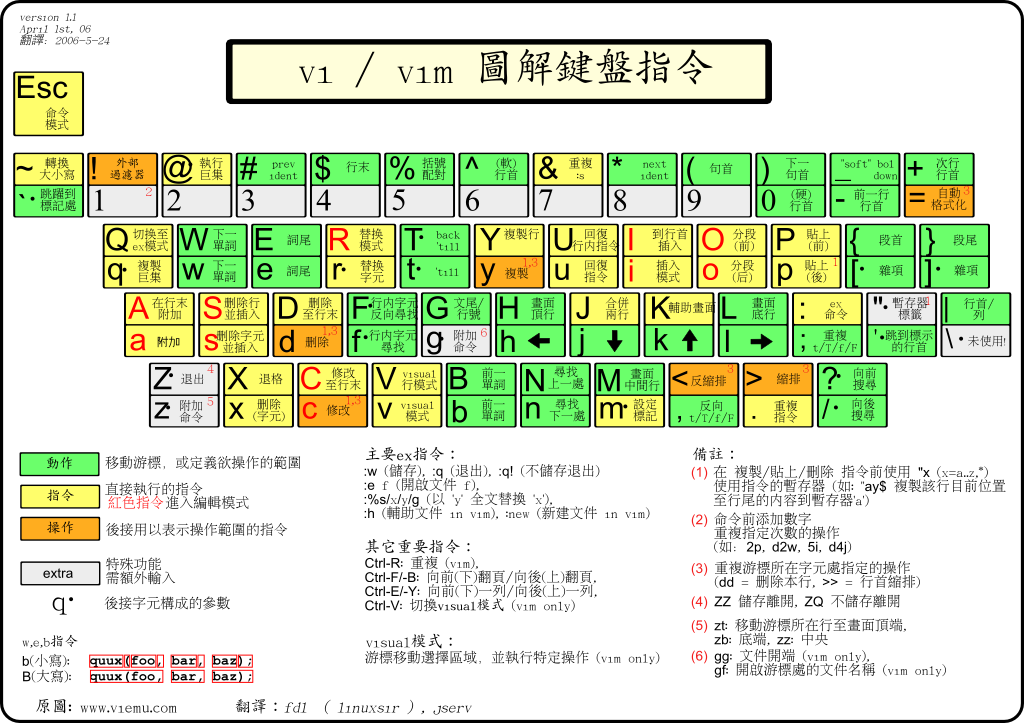 version 1.1
April 1st, 06
翻譯: 2006-5-24
vi / vim 圖解鍵盤指令
Esc
命令
模式
~ 轉換
大小寫
`· 跳躍到
標記處
! 外部
過濾器
1 2
@· 執行
巨集
2
# prev
ident
3
$ 行末
4
% 括號
配對
5
^ (軟)
行首
6
& 重複
:s
7
* next
ident
8
( 句首
9
) 下一
句首
0 (硬)
行首
_ "soft" bol
down
- 前一行
行首
+ 次行
行首
= 自動 3
格式化
Q 切換至
ex模式
q· 複製
巨集
W 下一
單詞
w 下一
單詞
E 詞尾
e 詞尾
R 替換
模式
r· 替換
字元
T· back
'till
t· 'till
Y 複製行
y 複製 1,3
U 回復
行內指令
u 回復
指令
I 到行首
插入
i 插入
模式
O 分段
(前)
o 分段
(后)
P 貼上
(前)
p 貼上 1
(後)
{ 段首
[· 雜項
} 段尾
]· 雜項
A 在行末
附加
a 附加
S 刪除行
並插入
s 刪除字元
並插入
D 刪除
至行末
d 刪除 1,3
F· 行內字元
反向尋找
f· 行內字元
尋找
G 文尾/
行號
g· 附加 6
命令
H 畫面
頂行
h ←
J 合併
兩行
j ↓
K 輔助畫面
k ↑
L 畫面
底行
l →
: ex
命令
; 重複
t/T/f/F
"· 暫存器 1
標籤
'· 跳到標示
的行首
| 行首/
列
\· 未使用!
Z· 退出 4
z· 附加 5
命令
X 退格
x 刪除
(字元)
C 修改
至行末
c 修改 1,3
V visual
行模式
v visual
模式
B 前一
單詞
b 前一
單詞
N 尋找
上一處
n 尋找
下一處
M 畫面
中間行
m· 設定
標記
< 反縮排 3
, 反向
t/T/f/F
> 縮排 3
. 重複
指令
?· 向前
搜尋
/· 向後
搜尋
動作 移動游標, 或定義欲操作的範圍
指令 直接執行的指令
紅色指令進入編輯模式
操作 後接用以表示操作範圍的指令
extra 特殊功能
需額外輸入
q· 後接字元構成的參數
w,e,b指令
b(小寫): quux(foo, bar, baz);
B(大寫): quux(foo, bar, baz);
主要ex指令:
:w (儲存), :q (退出), :q! (不儲存退出)
:e f (開啟文件 f),
:%s/x/y/g (以 'y' 全文替換 'x'),
:h (輔助文件 in vim), :new (新建文件 in vim)
其它重要指令:
Ctrl-R: 重複 (vim),
Ctrl-F/-B: 向前(下)翻頁/向後(上)翻頁,
Ctrl-E/-Y: 向前(下)一列/向後(上)一列,
Ctrl-V: 切換visual模式 (vim only)
visual模式:
游標移動選擇區域, 並執行特定操作 (vim only)
備註:
(1) 在 複製/貼上/刪除 指令前使用 "x (x=a..z,*)
使用指令的暫存器 (如: "ay$ 複製該行目前位置
至行尾的內容到暫存器'a')
(2) 命令前添加數字
重複指定次數的操作
(如: 2p, d2w, 5i, d4j)
(3) 重複游標所在字元處指定的操作
(dd = 刪除本行, >> = 行首縮排)
(4) ZZ 儲存離開, ZQ 不儲存離開
(5) zt: 移動游標所在行至畫面頂端,
zb: 底端, zz: 中央
(6) gg: 文件開端 (vim only),
gf: 開啟游標處的文件名稱 (vim only)
原圖: www.viemu.com 翻譯:fdl ( linuxsir ) , jserv